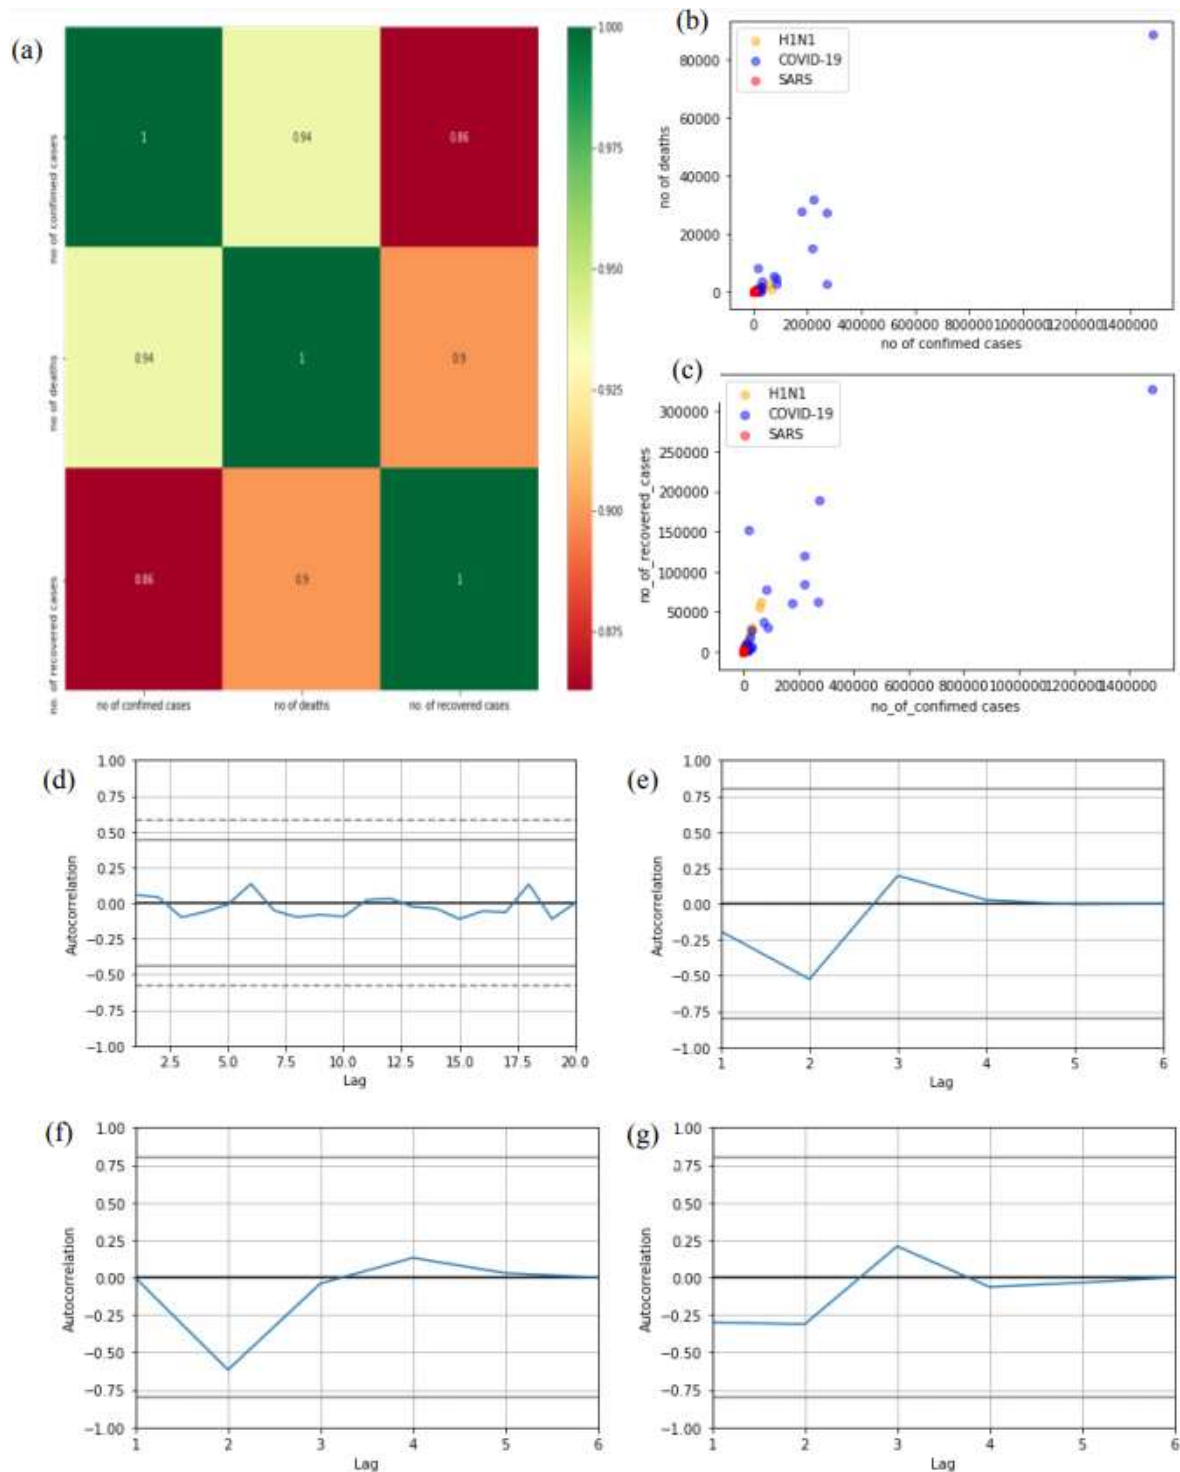 (a)
1.000
0.975
0.950
0.925
0.900
0.875
no of confimed cases
no of deaths
no. of recovered cases
1 0.94 0.86
0.94 1 0.9
0.86 0.9 1
no of confimed cases no of deaths no. of recovered cases
(b)
H1N1
COVID-19
SARS
no of deaths
80000
60000
40000
20000
0
0 200000 400000 600000 800000 1000000 1200000 1400000
no of confimed cases
(c)
H1N1
COVID-19
SARS
no_of_recovered_cases
300000
250000
200000
150000
100000
50000
0
0 200000 400000 600000 800000 1000000 1200000 1400000
no_of_confimed cases
(d)
Autocorrelation
1.00
0.75
0.50
0.25
0.00
−0.25
−0.50
−0.75
−1.00
2.5 5.0 7.5 10.0 12.5 15.0 17.5 20.0
Lag
(e)
Autocorrelation
1.00
0.75
0.50
0.25
0.00
−0.25
−0.50
−0.75
−1.00
1 2 3 4 5 6
Lag
(f)
Autocorrelation
1.00
0.75
0.50
0.25
0.00
−0.25
−0.50
−0.75
−1.00
1 2 3 4 5 6
Lag
(g)
Autocorrelation
1.00
0.75
0.50
0.25
0.00
−0.25
−0.50
−0.75
−1.00
1 2 3 4 5 6
Lag